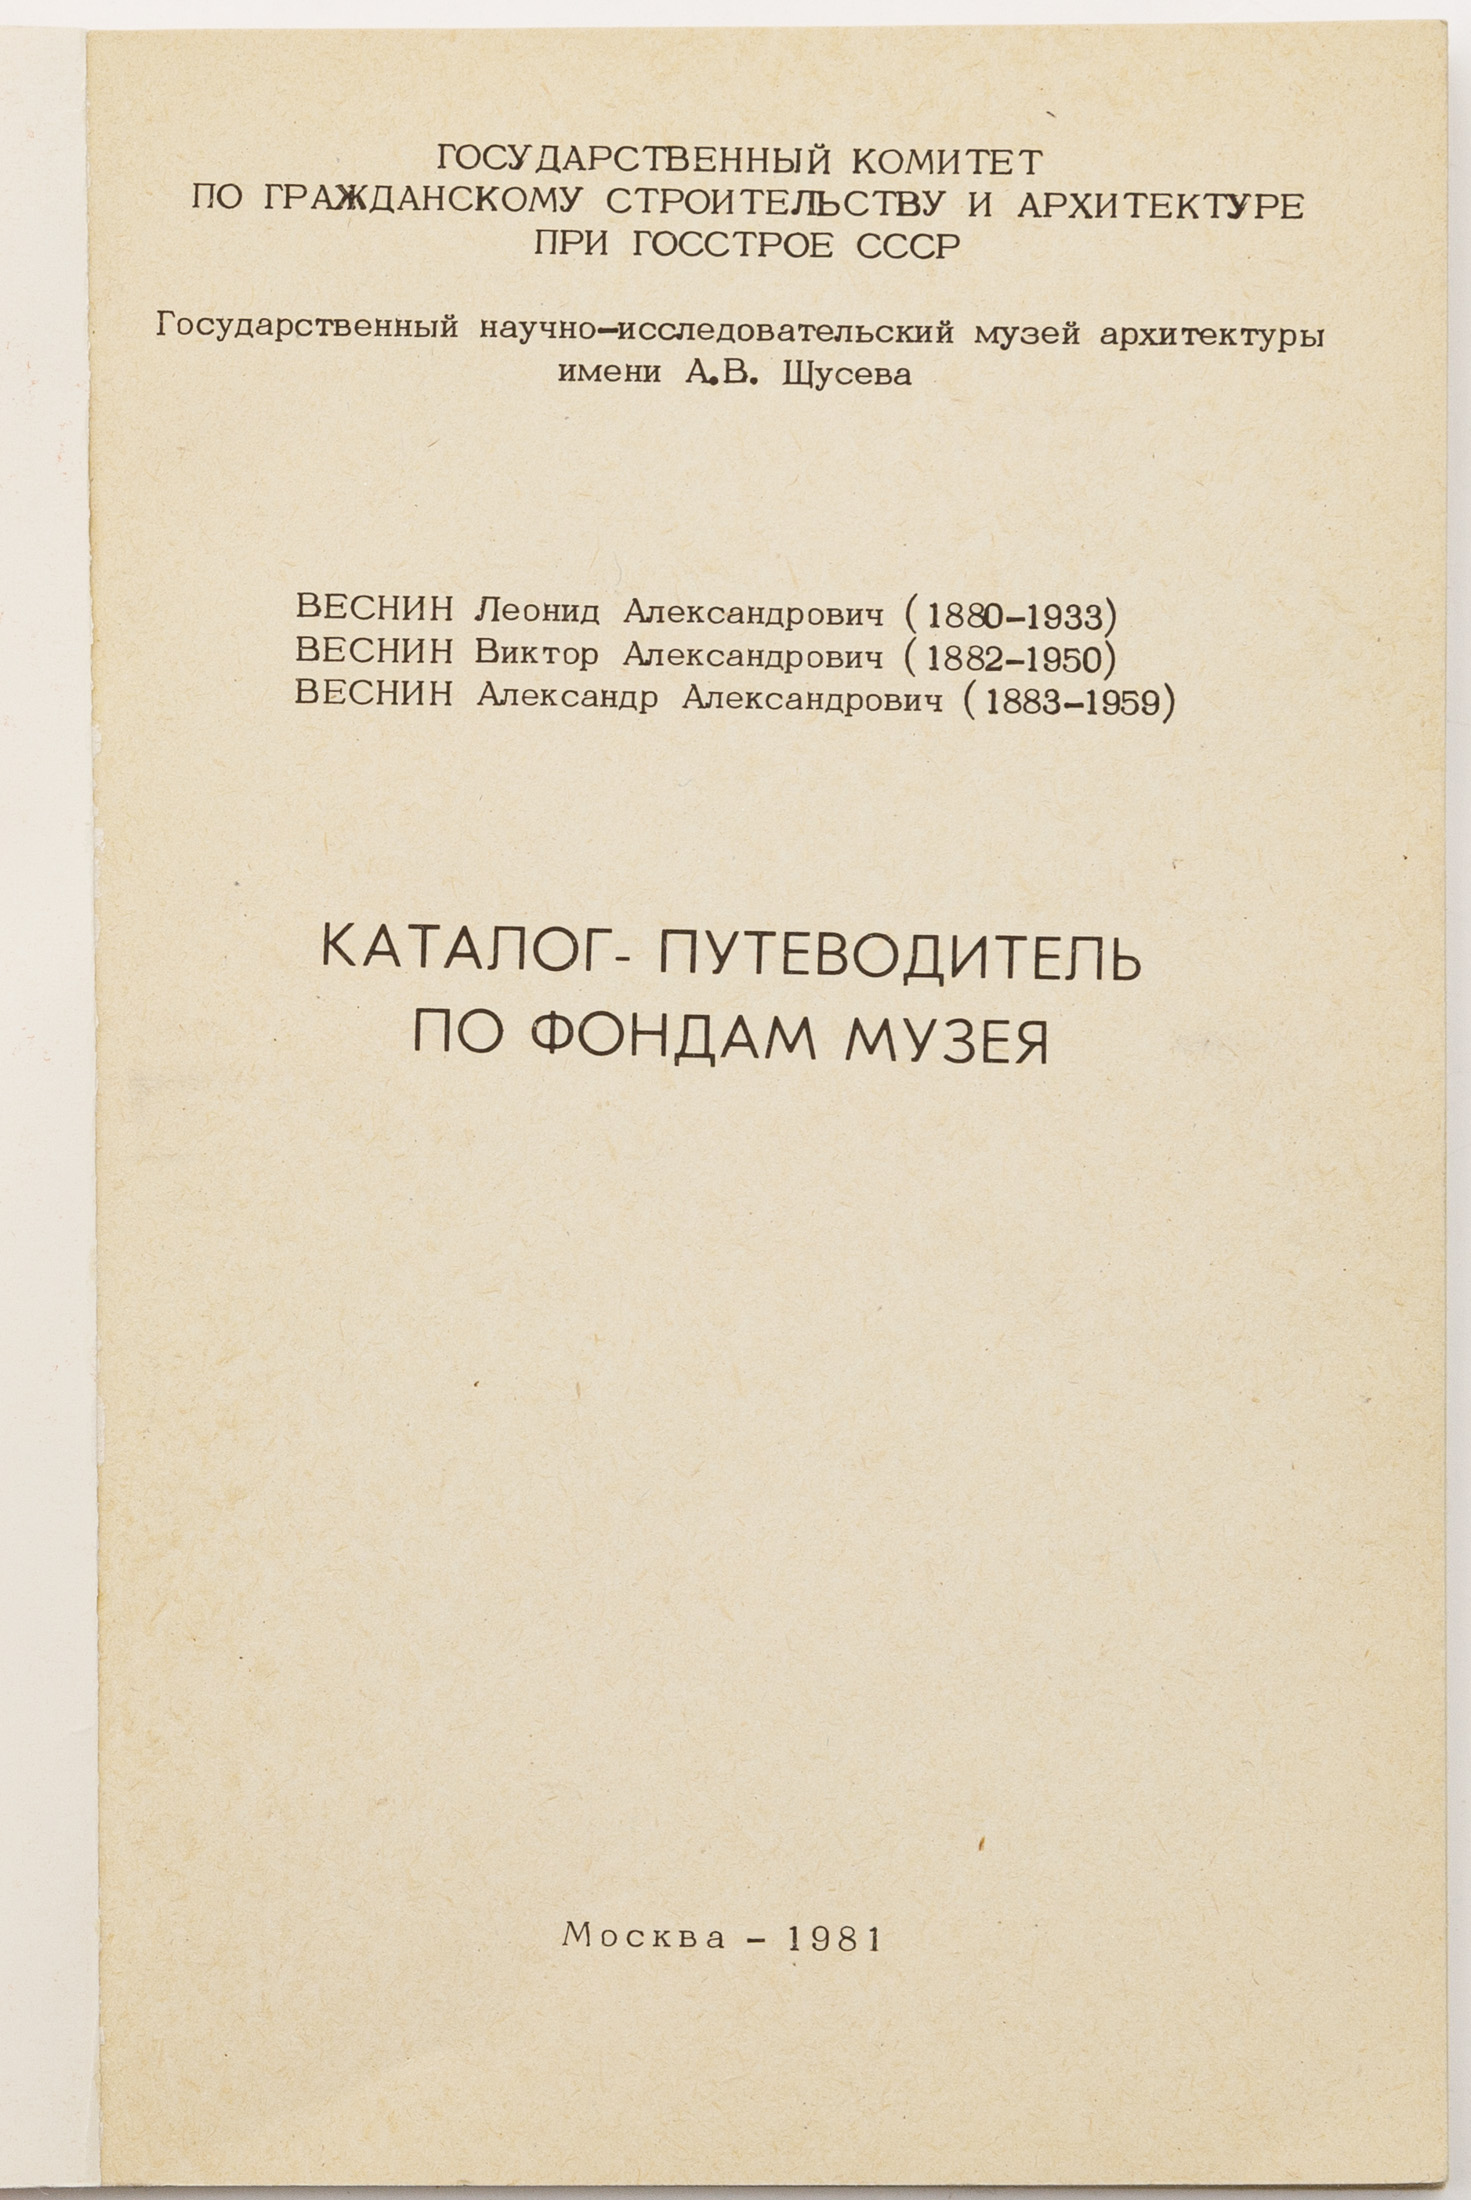 ГОСУДАРСТВЕННЫЙ КОМИТЕТ
ПО ГРАЖДАНСКОМУ СТРОИТЕЛЬСТВУ И АРХИТЕКТУРЕ
ПРИ ГОССТРОЕ СССР
Государственный научно-исследовательский музей архитектуры
имени А.В. Щусева
ВЕСНИН Леонид Александрович (1880-1933)
ВЕСНИН Виктор Александрович (1882-1950)
ВЕСНИН Александр Александрович (1883-1959)
КАТАЛОГ- ПУТЕВОДИТЕЛЬ
ПО ФОНДАМ МУЗЕЯ
Москва - 1981